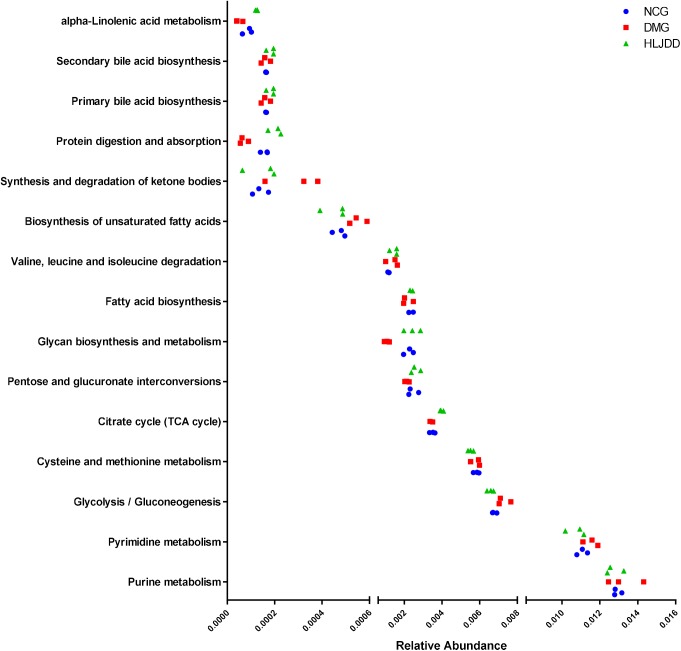 NCG
DMG
HLJDD
alpha-Linolenic acid metabolism
Secondary bile acid biosynthesis
Primary bile acid biosynthesis
Protein digestion and absorption
Synthesis and degradation of ketone bodies
Biosynthesis of unsaturated fatty acids
Valine, leucine and isoleucine degradation
Fatty acid biosynthesis
Glycan biosynthesis and metabolism
Pentose and glucuronate interconversions
Citrate cycle (TCA cycle)
Cysteine and methionine metabolism
Glycolysis / Gluconeogenesis
Pyrimidine metabolism
Purine metabolism
0.0000 0.0002 0.0004 0.0006 0.002 0.004 0.006 0.008 0.010 0.012 0.014 0.016
Relative Abundance